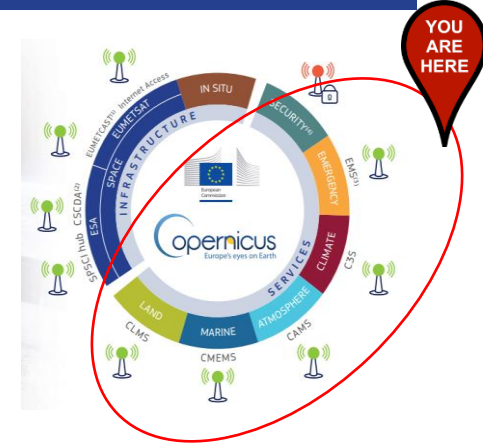 YOU
ARE
HERE
IN SITU
Internet Access
EUMETCAST⁽¹⁾
EUMETSAT
SPACE
INFRASTRUCTURE
ESA
CSCDA⁽²⁾
SPSCI hub
SECURITY⁽⁴⁾
EMERGENCY
EMS⁽³⁾
CLIMATE
C3S
SERVICES
ATMOSPHERE
CAMS
MARINE
CMEMS
LAND
CLMS
European
Commission
opernicus
Europe's eyes on Earth